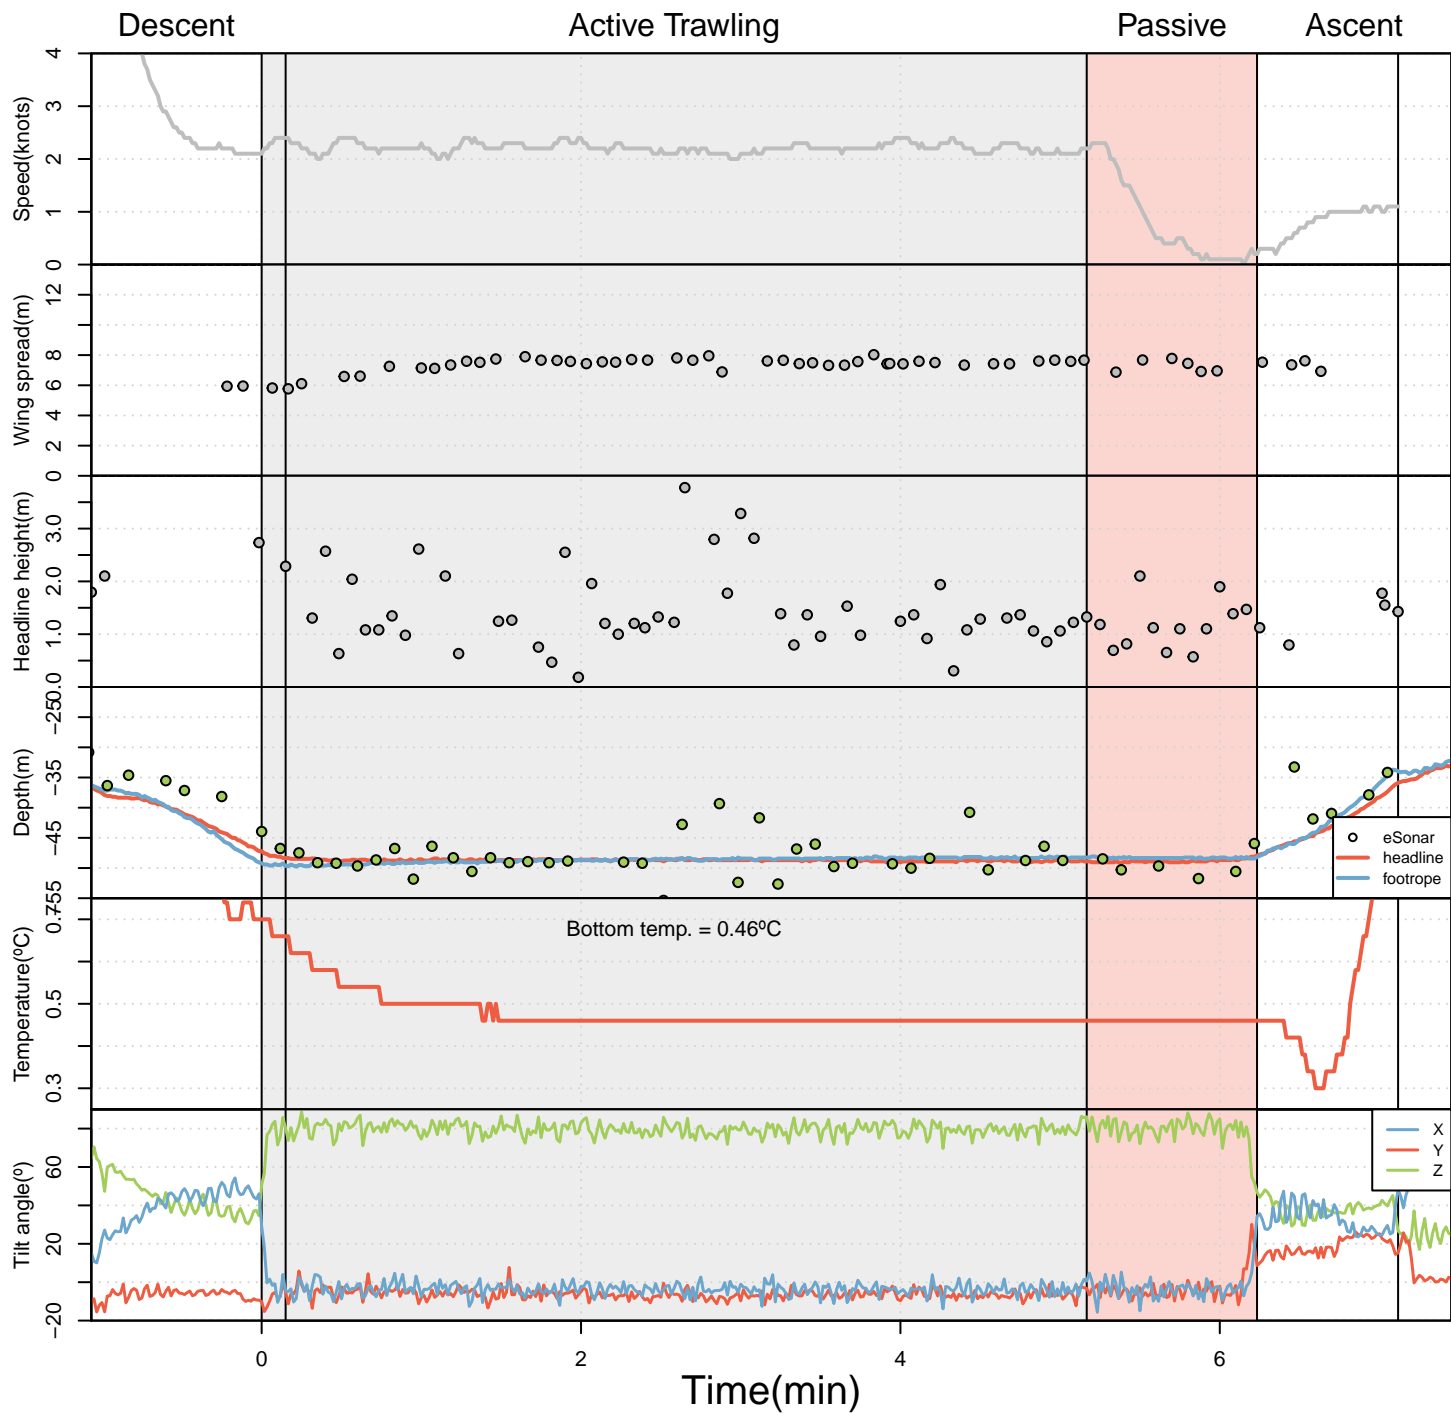 Descent Active Trawling Passive Ascent
Speed(knots)
4
3
2
1
0
Wing spread(m)
12
8
6
4
2
0
Headline height(m)
3.0
2.0
1.0
0.0
Depth(m)
-25
-35
-45
-55
eSonar
headline
footrope
Temperature(ºC)
0.7
0.5
0.3
Bottom temp. = 0.46ºC
Tilt angle(º)
60
20
-20
X
Y
Z
0 2 4 6
Time(min)